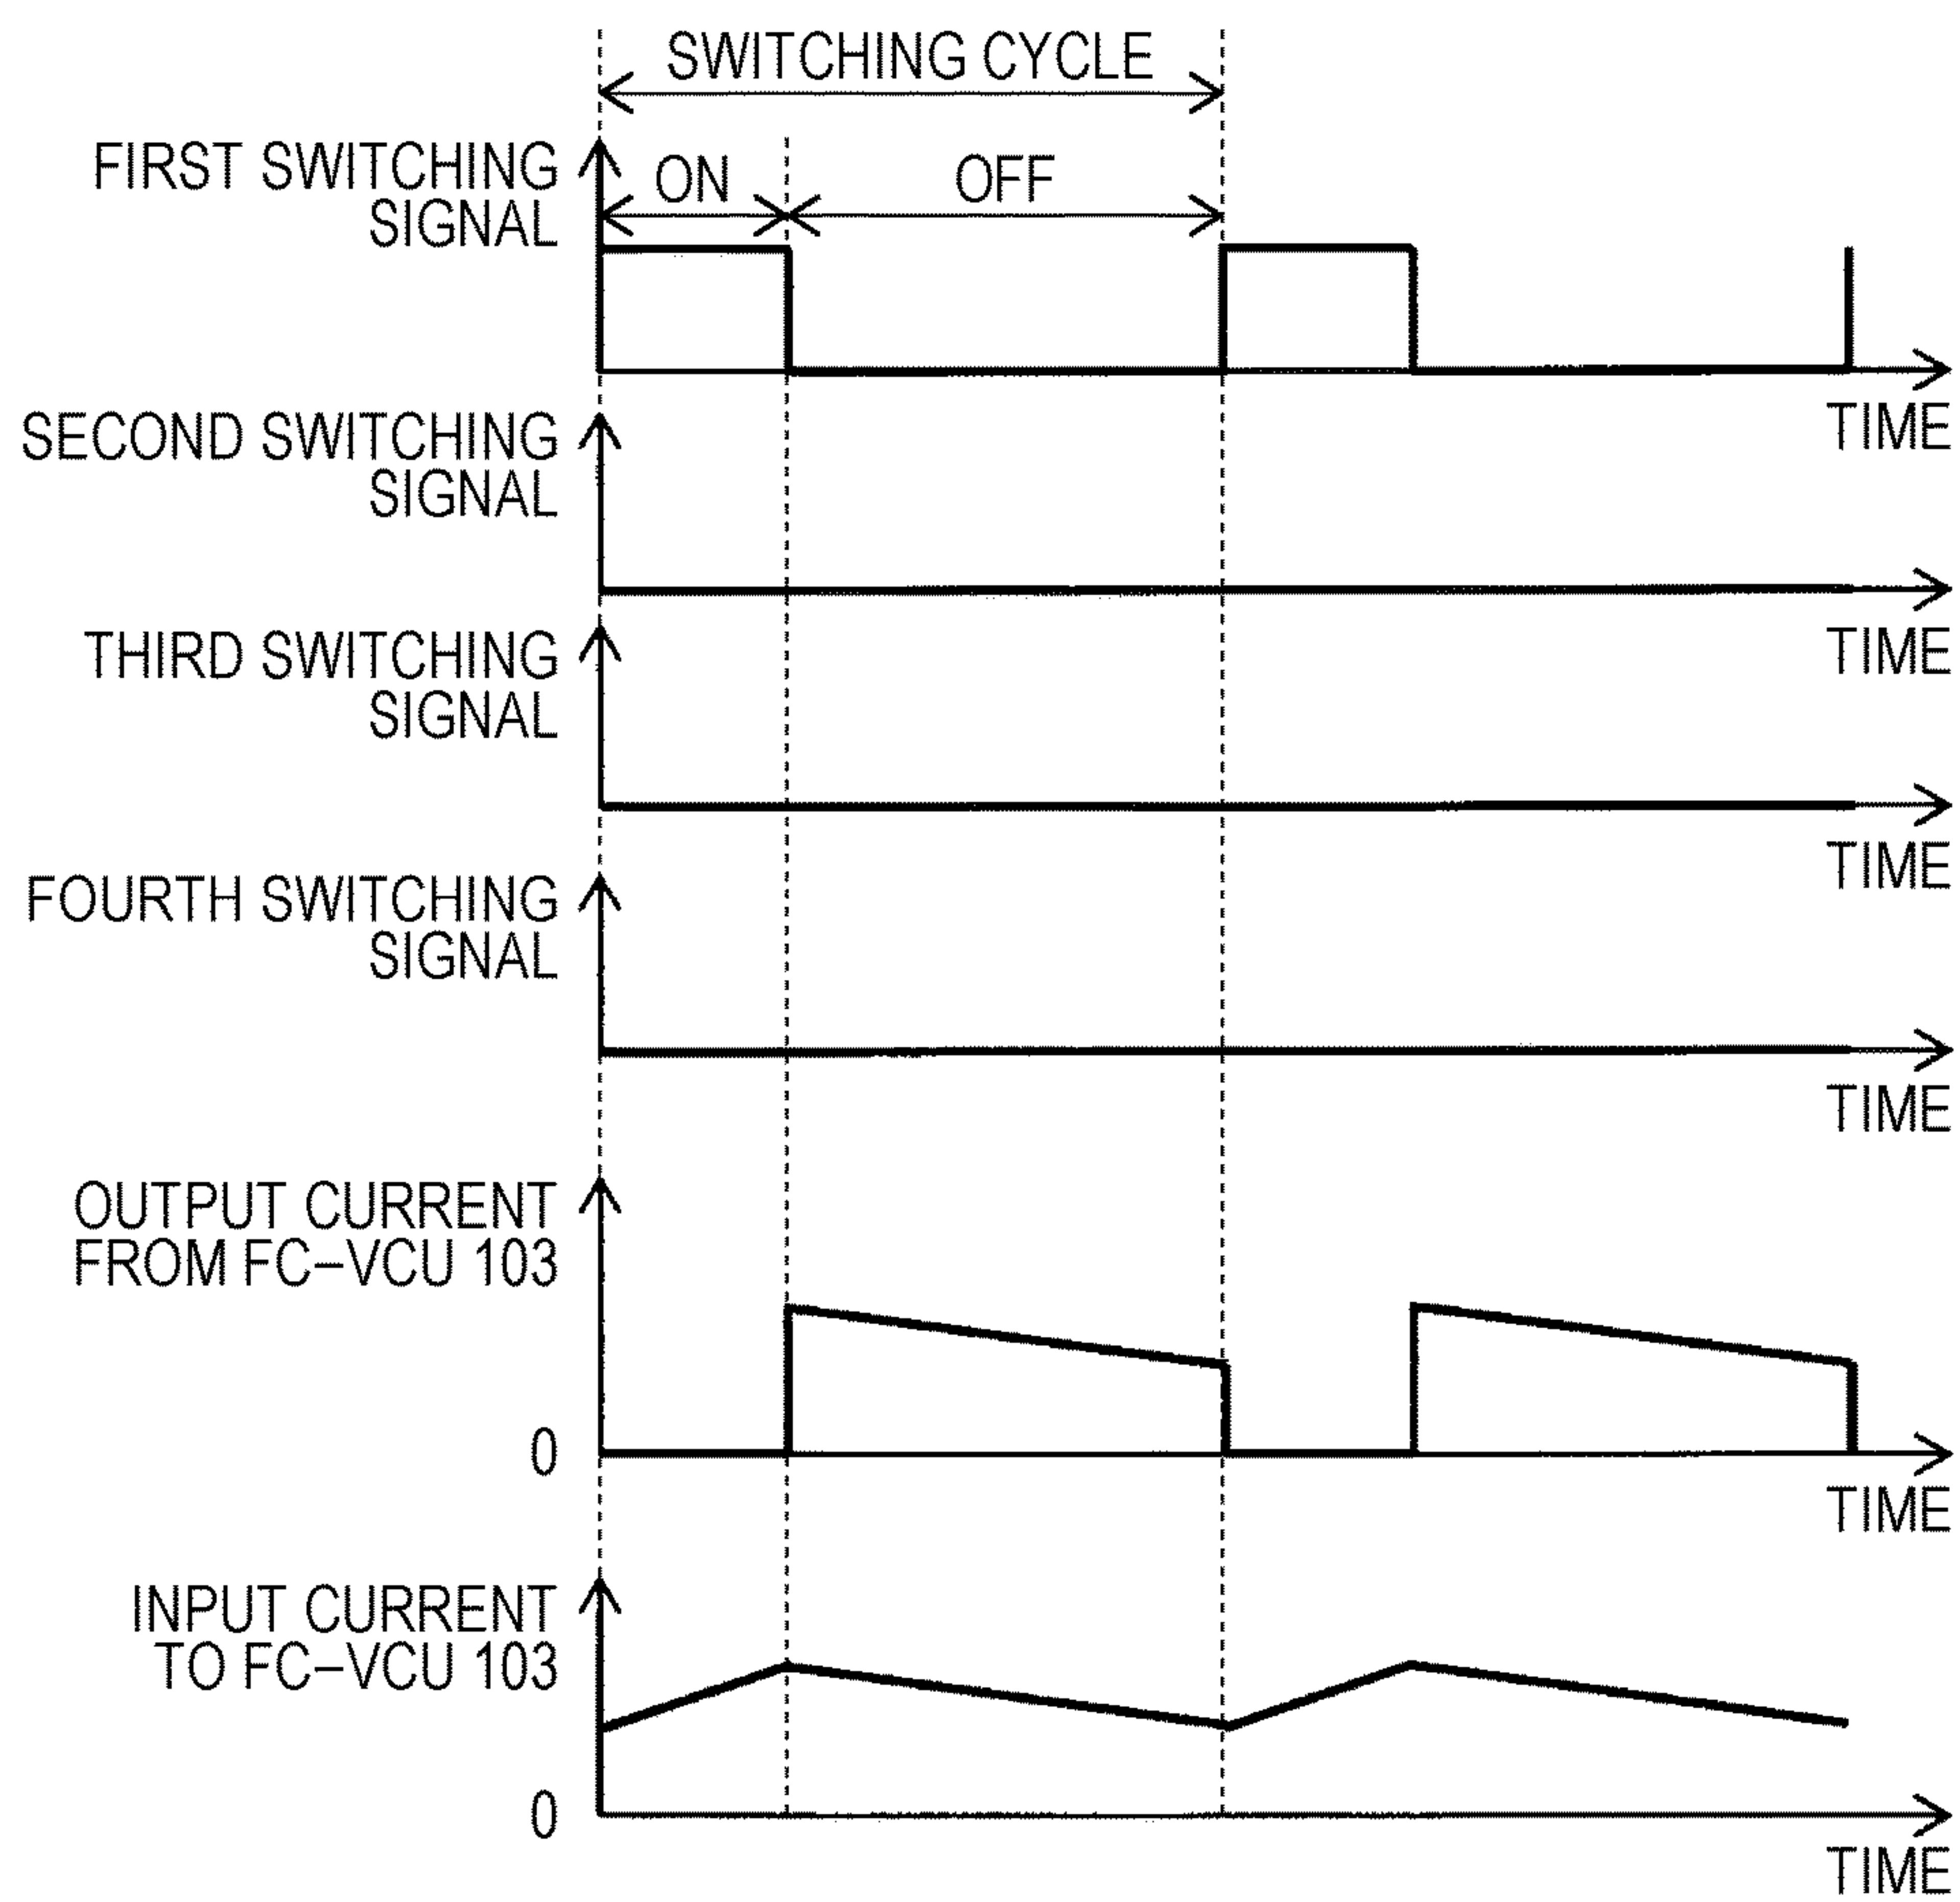 SWITCHING CYCLE
FIRST SWITCHING
SIGNAL
ON
OFF
TIME
SECOND SWITCHING
SIGNAL
TIME
THIRD SWITCHING
SIGNAL
TIME
FOURTH SWITCHING
SIGNAL
TIME
OUTPUT CURRENT
FROM FC–VCU 103
0
TIME
INPUT CURRENT
TO FC–VCU 103
0
TIME